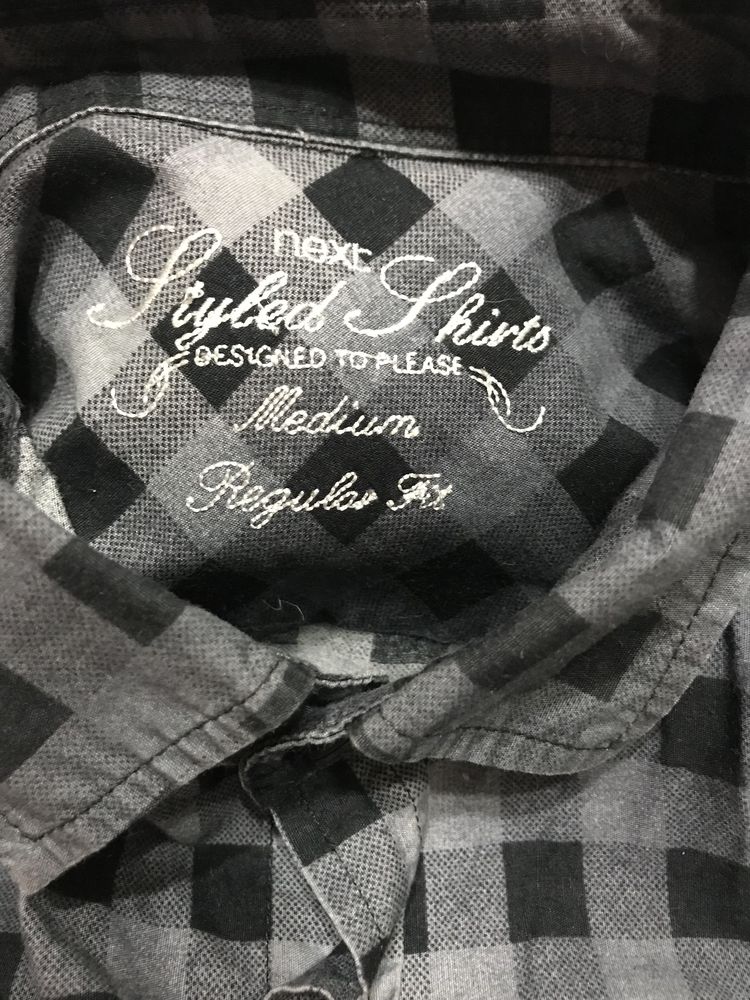 next
Styled Shirts
DESIGNED TO PLEASE
Medium
Regular Fit